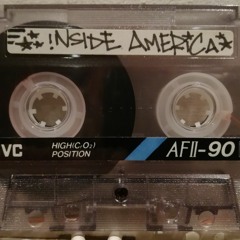 !NSIDE AMERICA
VC
HIGH(CrO₂)
POSITION
AFII-90